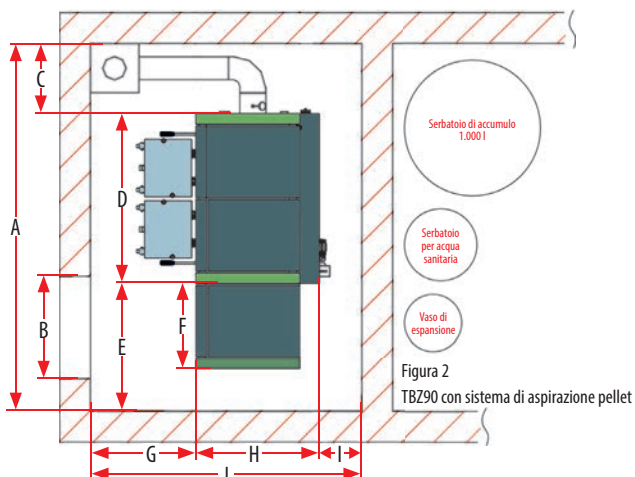 C
Serbatoio di accumulo
1.000 l
D
A
Serbatoio
per acqua
sanitaria
B
E
F
Vaso di
espansione
Figura 2
TBZ90 con sistema di aspirazione pellet
G
H
I